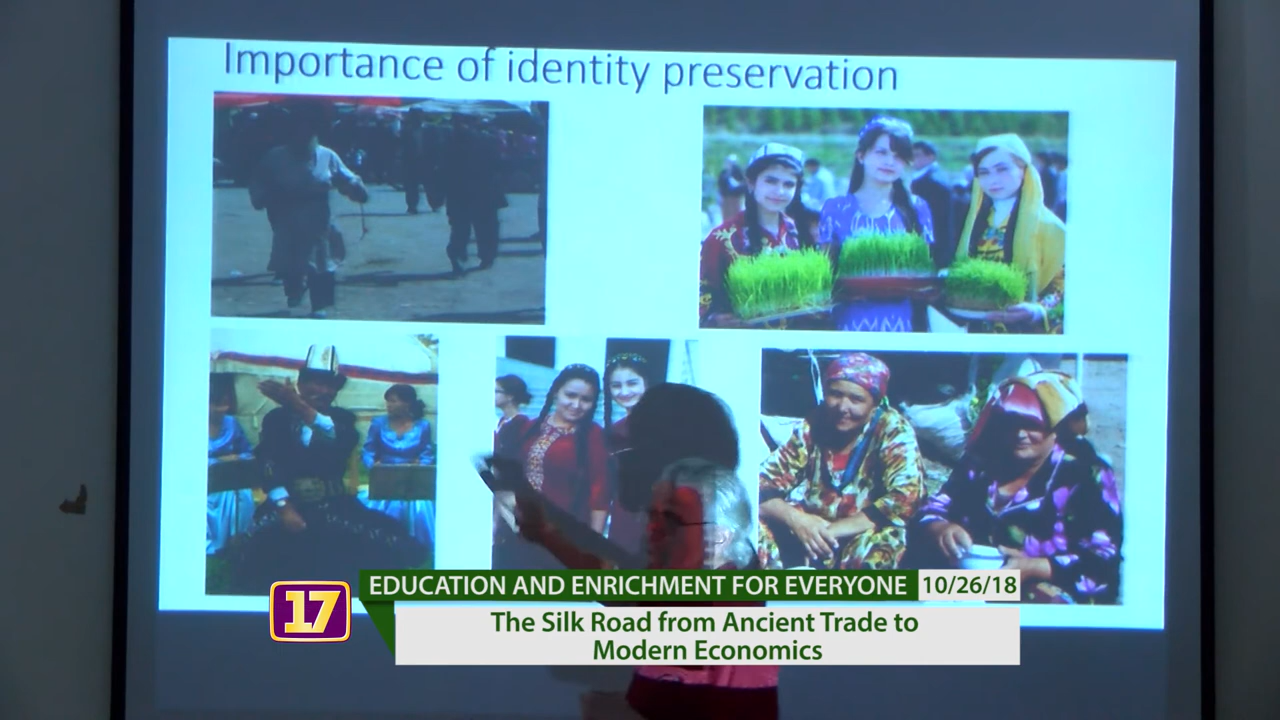 Importance of identity preservation
17
EDUCATION AND ENRICHMENT FOR EVERYONE
10/26/18
The Silk Road from Ancient Trade to
Modern Economics